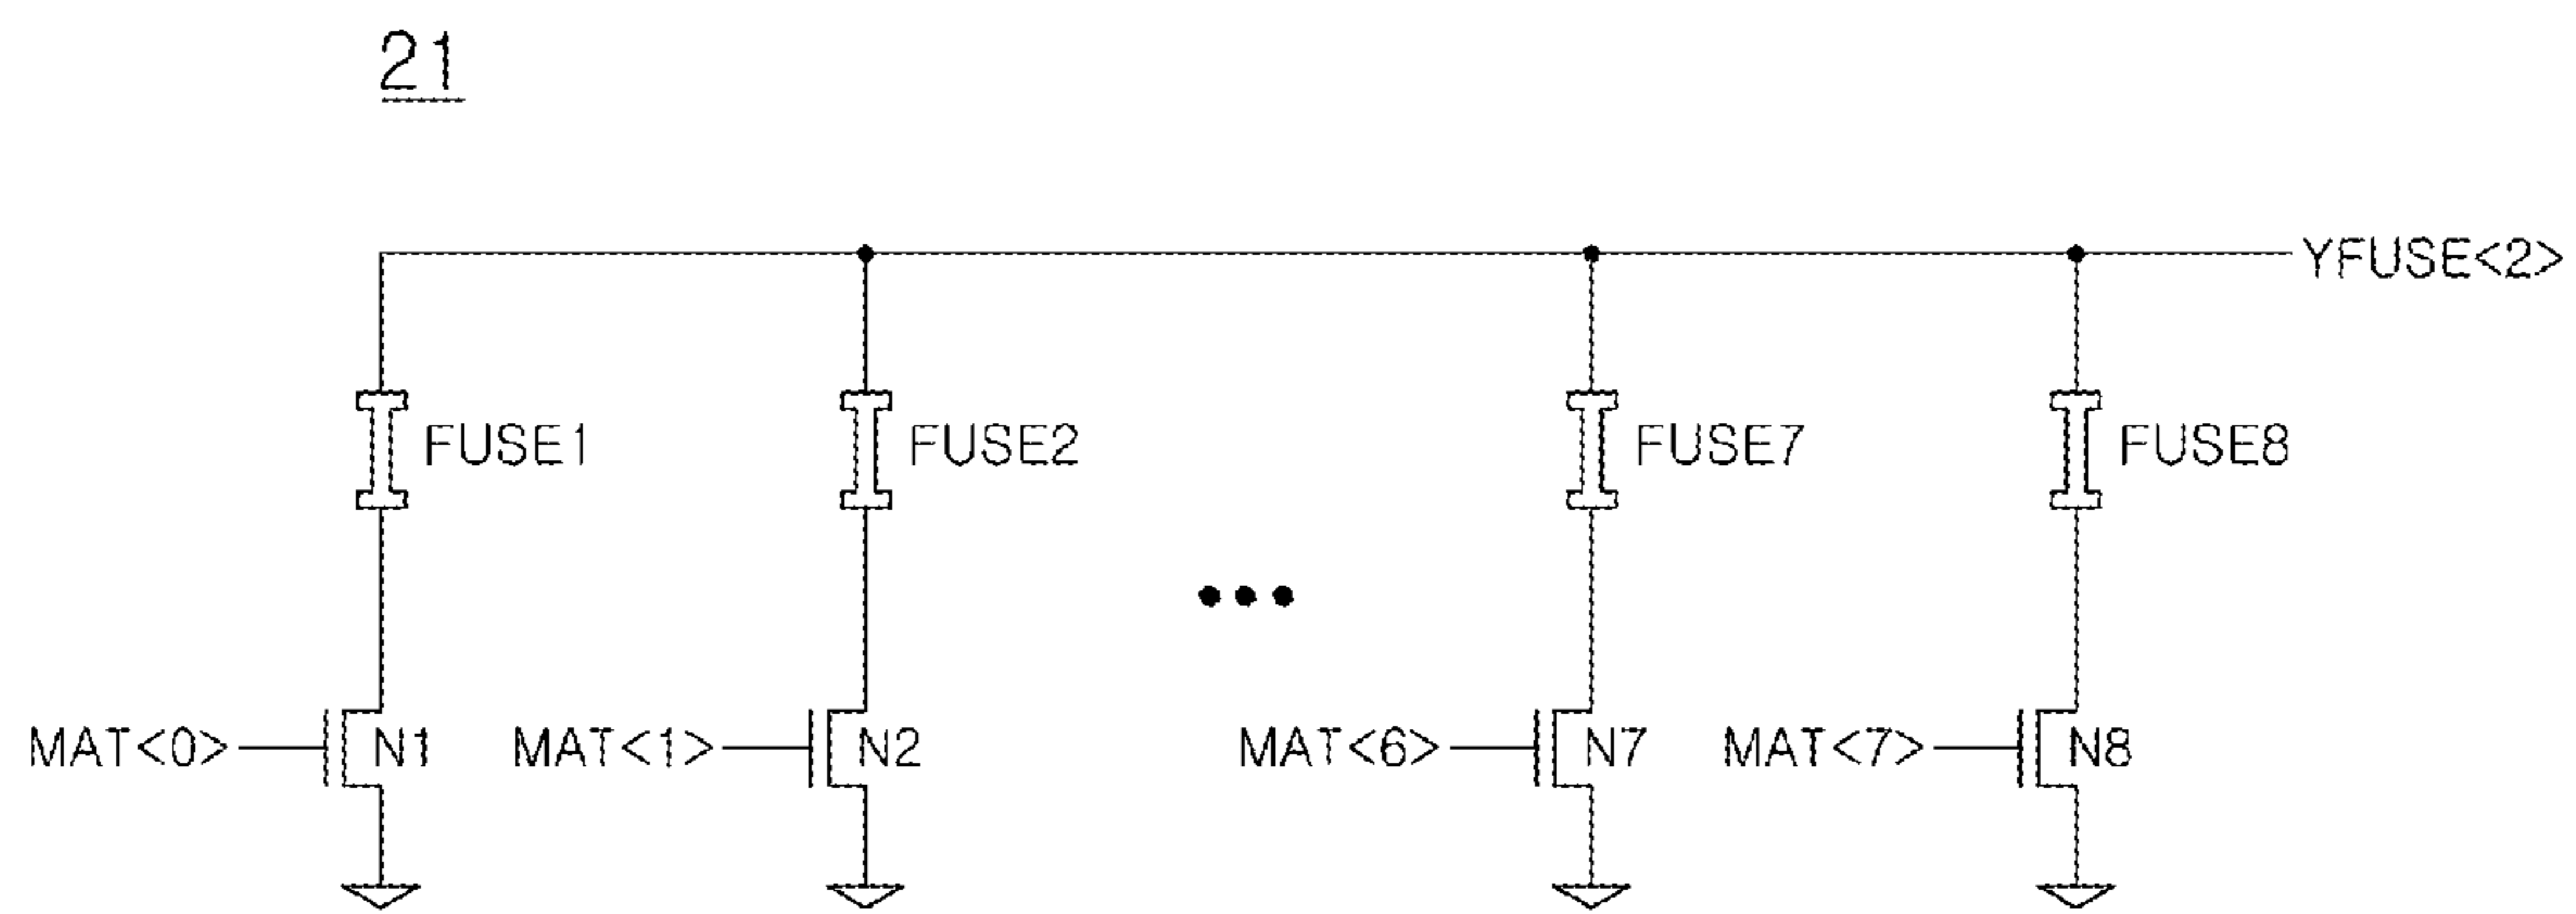 21
YFUSE<2>
FUSE1 FUSE2 FUSE7 FUSE8
MAT<0> N1 MAT<1> N2 MAT<6> N7 MAT<7> N8